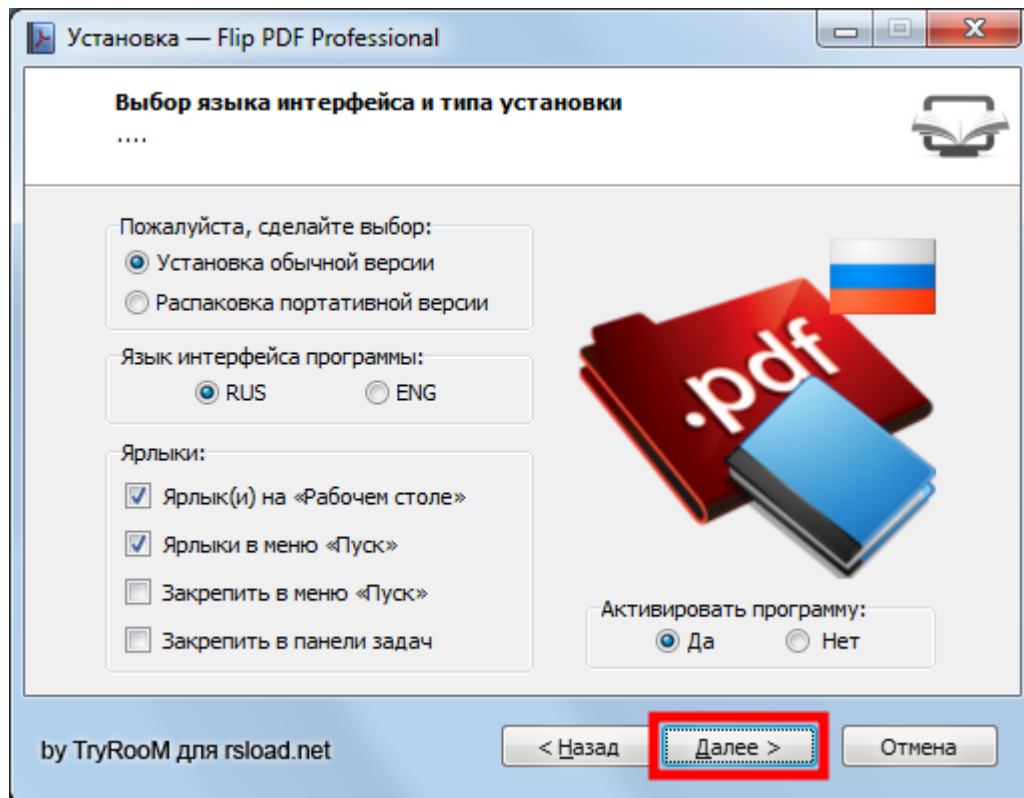 Установка — Flip PDF Professional
Выбор языка интерфейса и типа установки
....
Пожалуйста, сделайте выбор:
Установка обычной версии
Распаковка портативной версии
Язык интерфейса программы:
RUS ENG
Ярлыки:
Ярлык(и) на «Рабочем столе»
Ярлыки в меню «Пуск»
Закрепить в меню «Пуск»
Закрепить в панели задач
.pdf
Активировать программу:
Да Нет
by TryRooM для rsload.net
< Назад Далее > Отмена